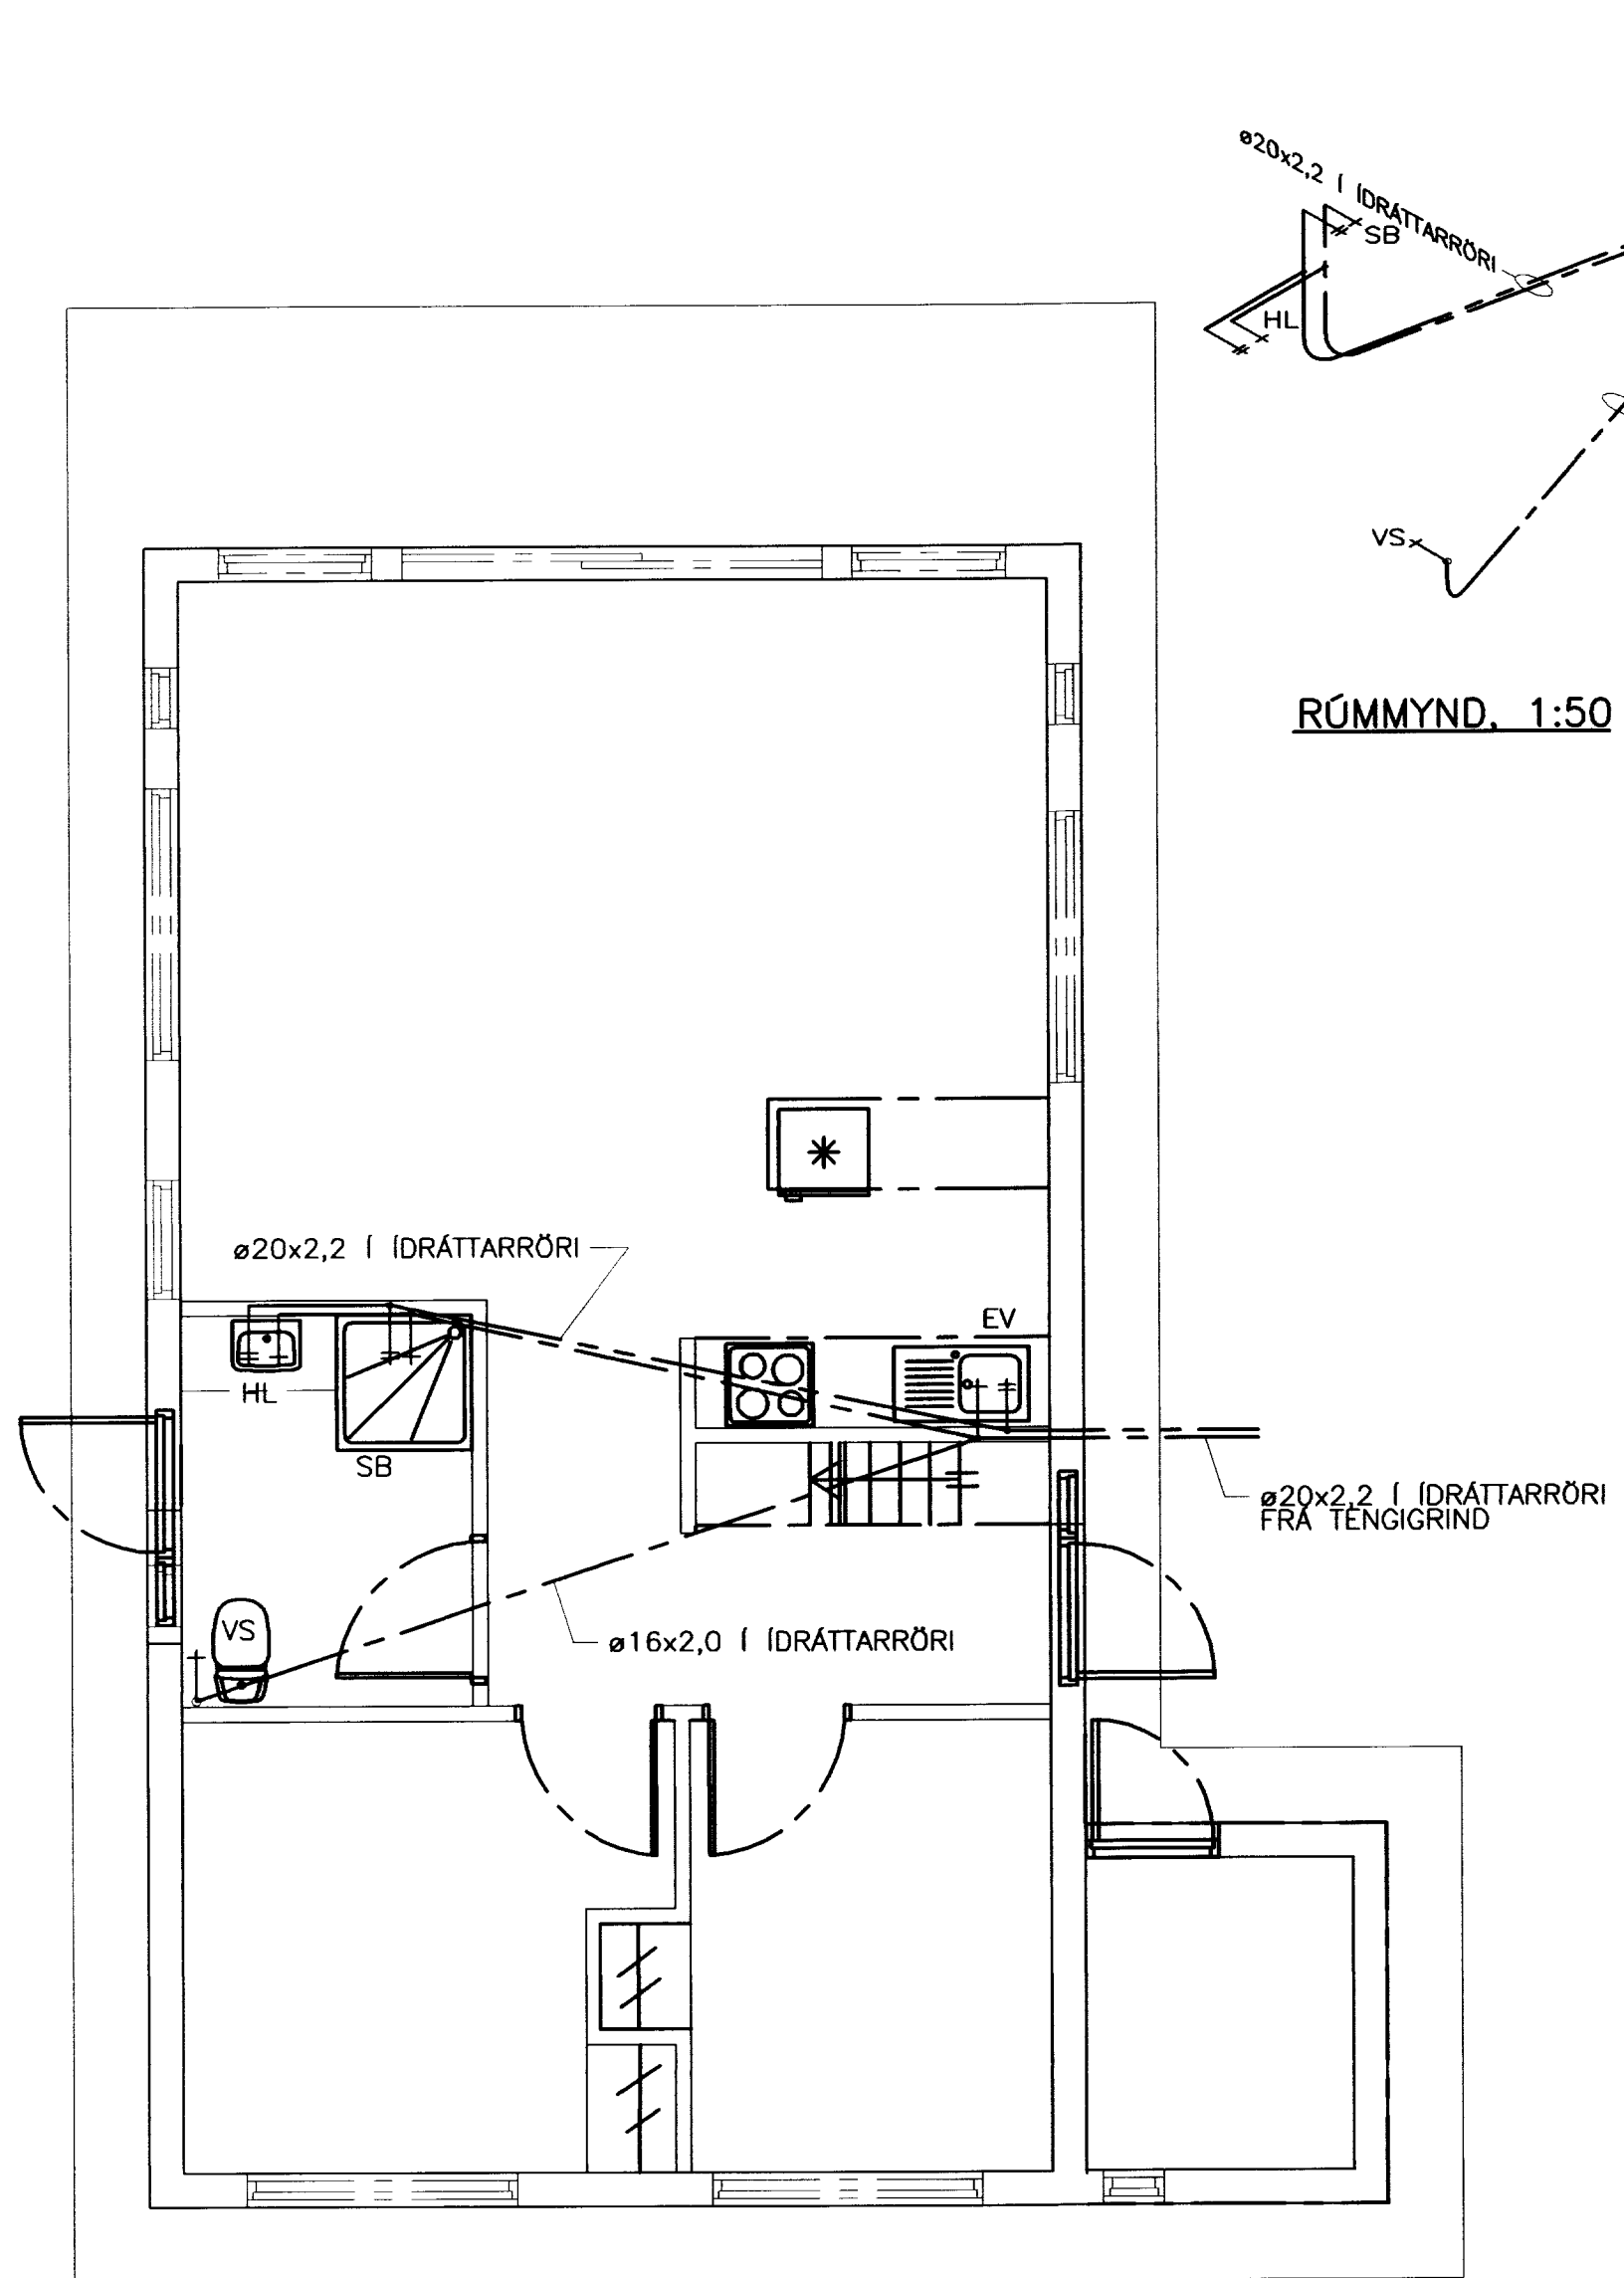 ø20x2,2 Í ÍDRÁTTARRÖRI
SB
HL
VS
RÚMMYND, 1:50
ø20x2,2 Í ÍDRÁTTARRÖRI
EV
HL
SB
ø20x2,2 Í ÍDRÁTTARRÖRI
FRÁ TENGIGRIND
VS
ø16x2,0 Í ÍDRÁTTARRÖRI